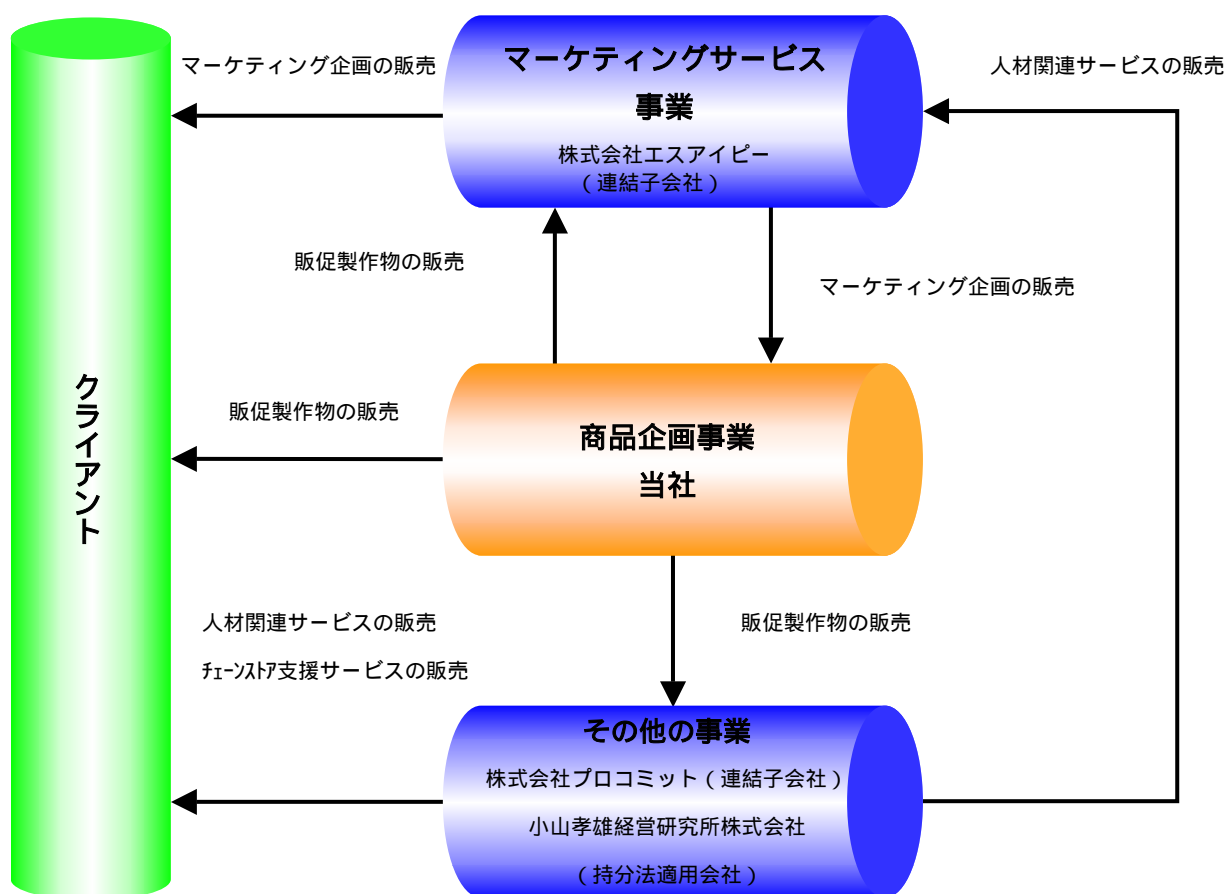 マーケティング企画の販売
マーケティングサービス
事業
株式会社エスアイピー
（連結子会社）
人材関連サービスの販売
販促製作物の販売
マーケティング企画の販売
クライアント
販促製作物の販売
商品企画事業
当社
人材関連サービスの販売
ﾁｪｰﾝｽﾄｱ支援サービスの販売
販促製作物の販売
その他の事業
株式会社プロコミット（連結子会社）
小山孝雄経営研究所株式会社
（持分法適用会社）